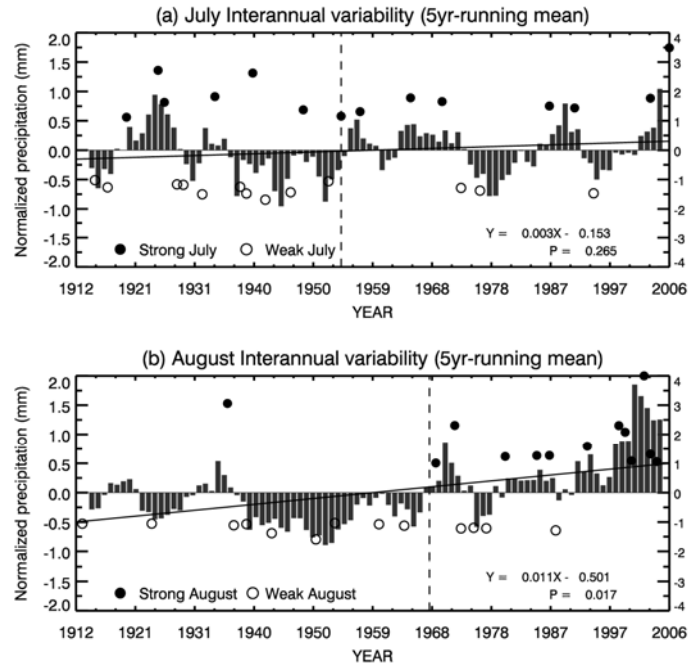 (a) July Interannual variability (5yr-running mean)
Normalized precipitation (mm)
2.0
1.5
1.0
0.5
0.0
-0.5
-1.0
-1.5
-2.0
4
3
2
1
0
-1
-2
-3
-4
Y = 0.003X - 0.153
P = 0.265
Strong July Weak July
1912 1921 1931 1940 1950 1959 1968 1978 1987 1997 2006
YEAR
(b) August Interannual variability (5yr-running mean)
Normalized precipitation (mm)
2.0
1.5
1.0
0.5
0.0
-0.5
-1.0
-1.5
-2.0
4
3
2
1
0
-1
-2
-3
-4
Y = 0.011X - 0.501
P = 0.017
Strong August Weak August
1912 1921 1931 1940 1950 1959 1968 1978 1987 1997 2006
YEAR